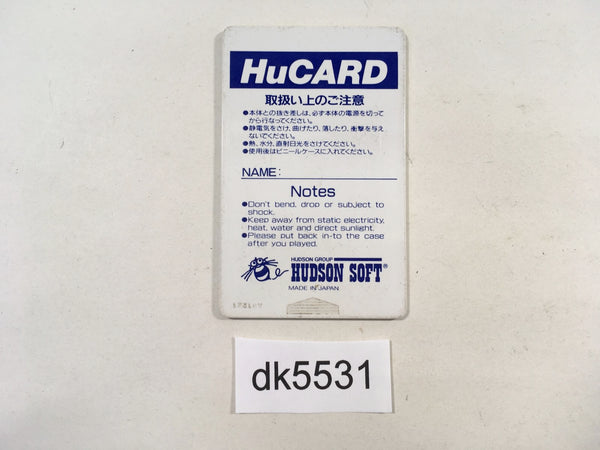 HuCARD
取扱い上のご注意
●本体との抜き差しは、必ず本体の電源を切って
から行なってください。
●静電気をさけ、曲げたり、落したり、衝撃を与え
ないでください。
●熱、水分、直射日光をさけてください。
●使用後はビニールケースに入れてください。
NAME:
Notes
●Don't bend, drop or subject to
shock.
●Keep away from static electricity,
heat, water and direct sunlight.
●Please put back in-to the case
after you played.
HUDSON GROUP
HUDSON SOFT®
MADE IN JAPAN
dk5531